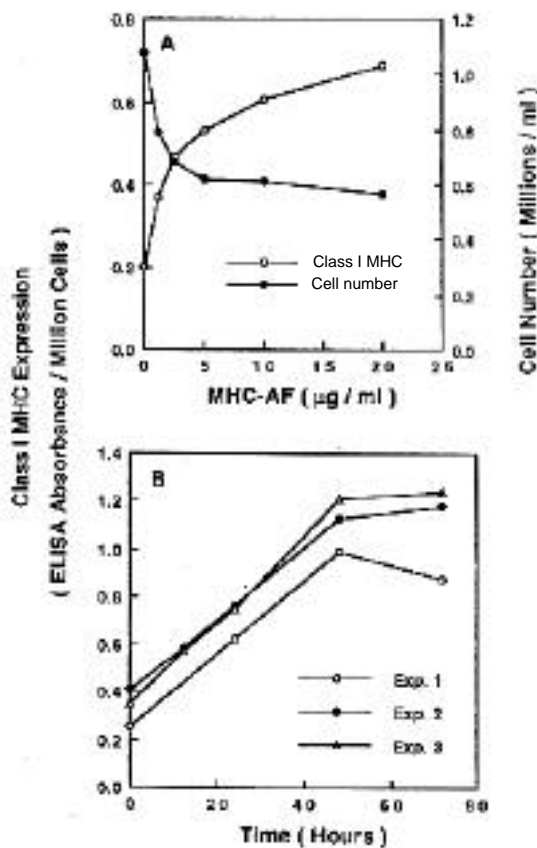 A
0.8
0.6
0.4
0.2
0.0
1.2
1.0
0.8
0.6
0.4
0.2
0.0
Class I MHC
Cell number
0 5 10 15 20 25
MHC-AF ( µg / ml )
Cell Number ( Millions / ml )
Class I MHC Expression
( ELISA Absorbance / Million Cells )
B
1.4
1.2
1.0
0.8
0.6
0.4
0.2
0.0
Exp. 1
Exp. 2
Exp. 3
0 20 40 60 80
Time ( Hours )